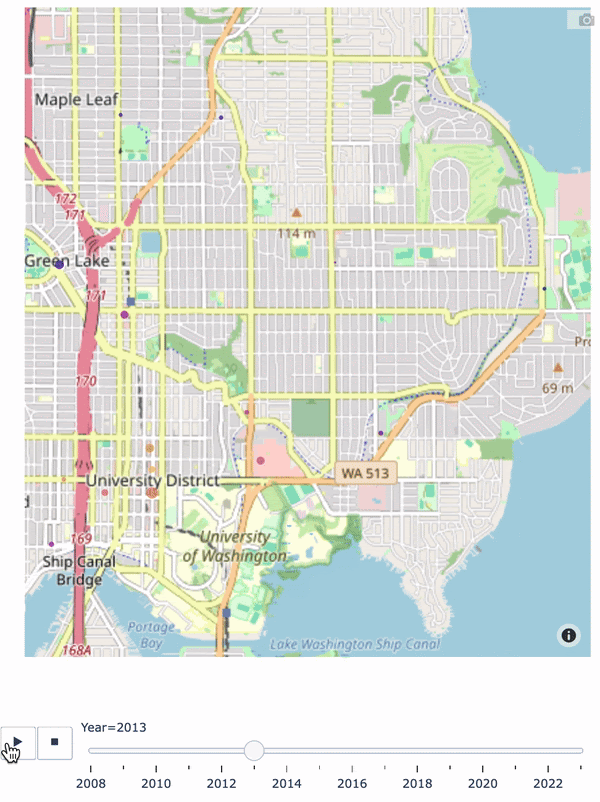 Maple Leaf
172
171
114 m
Green Lake
171
Pro
170
69 m
WA 513
University District
University
of Washington
169
Ship Canal
Bridge
Portage
Bay
Lake Washington Ship Canal
168A
Year=2013
2008 2010 2012 2014 2016 2018 2020 2022